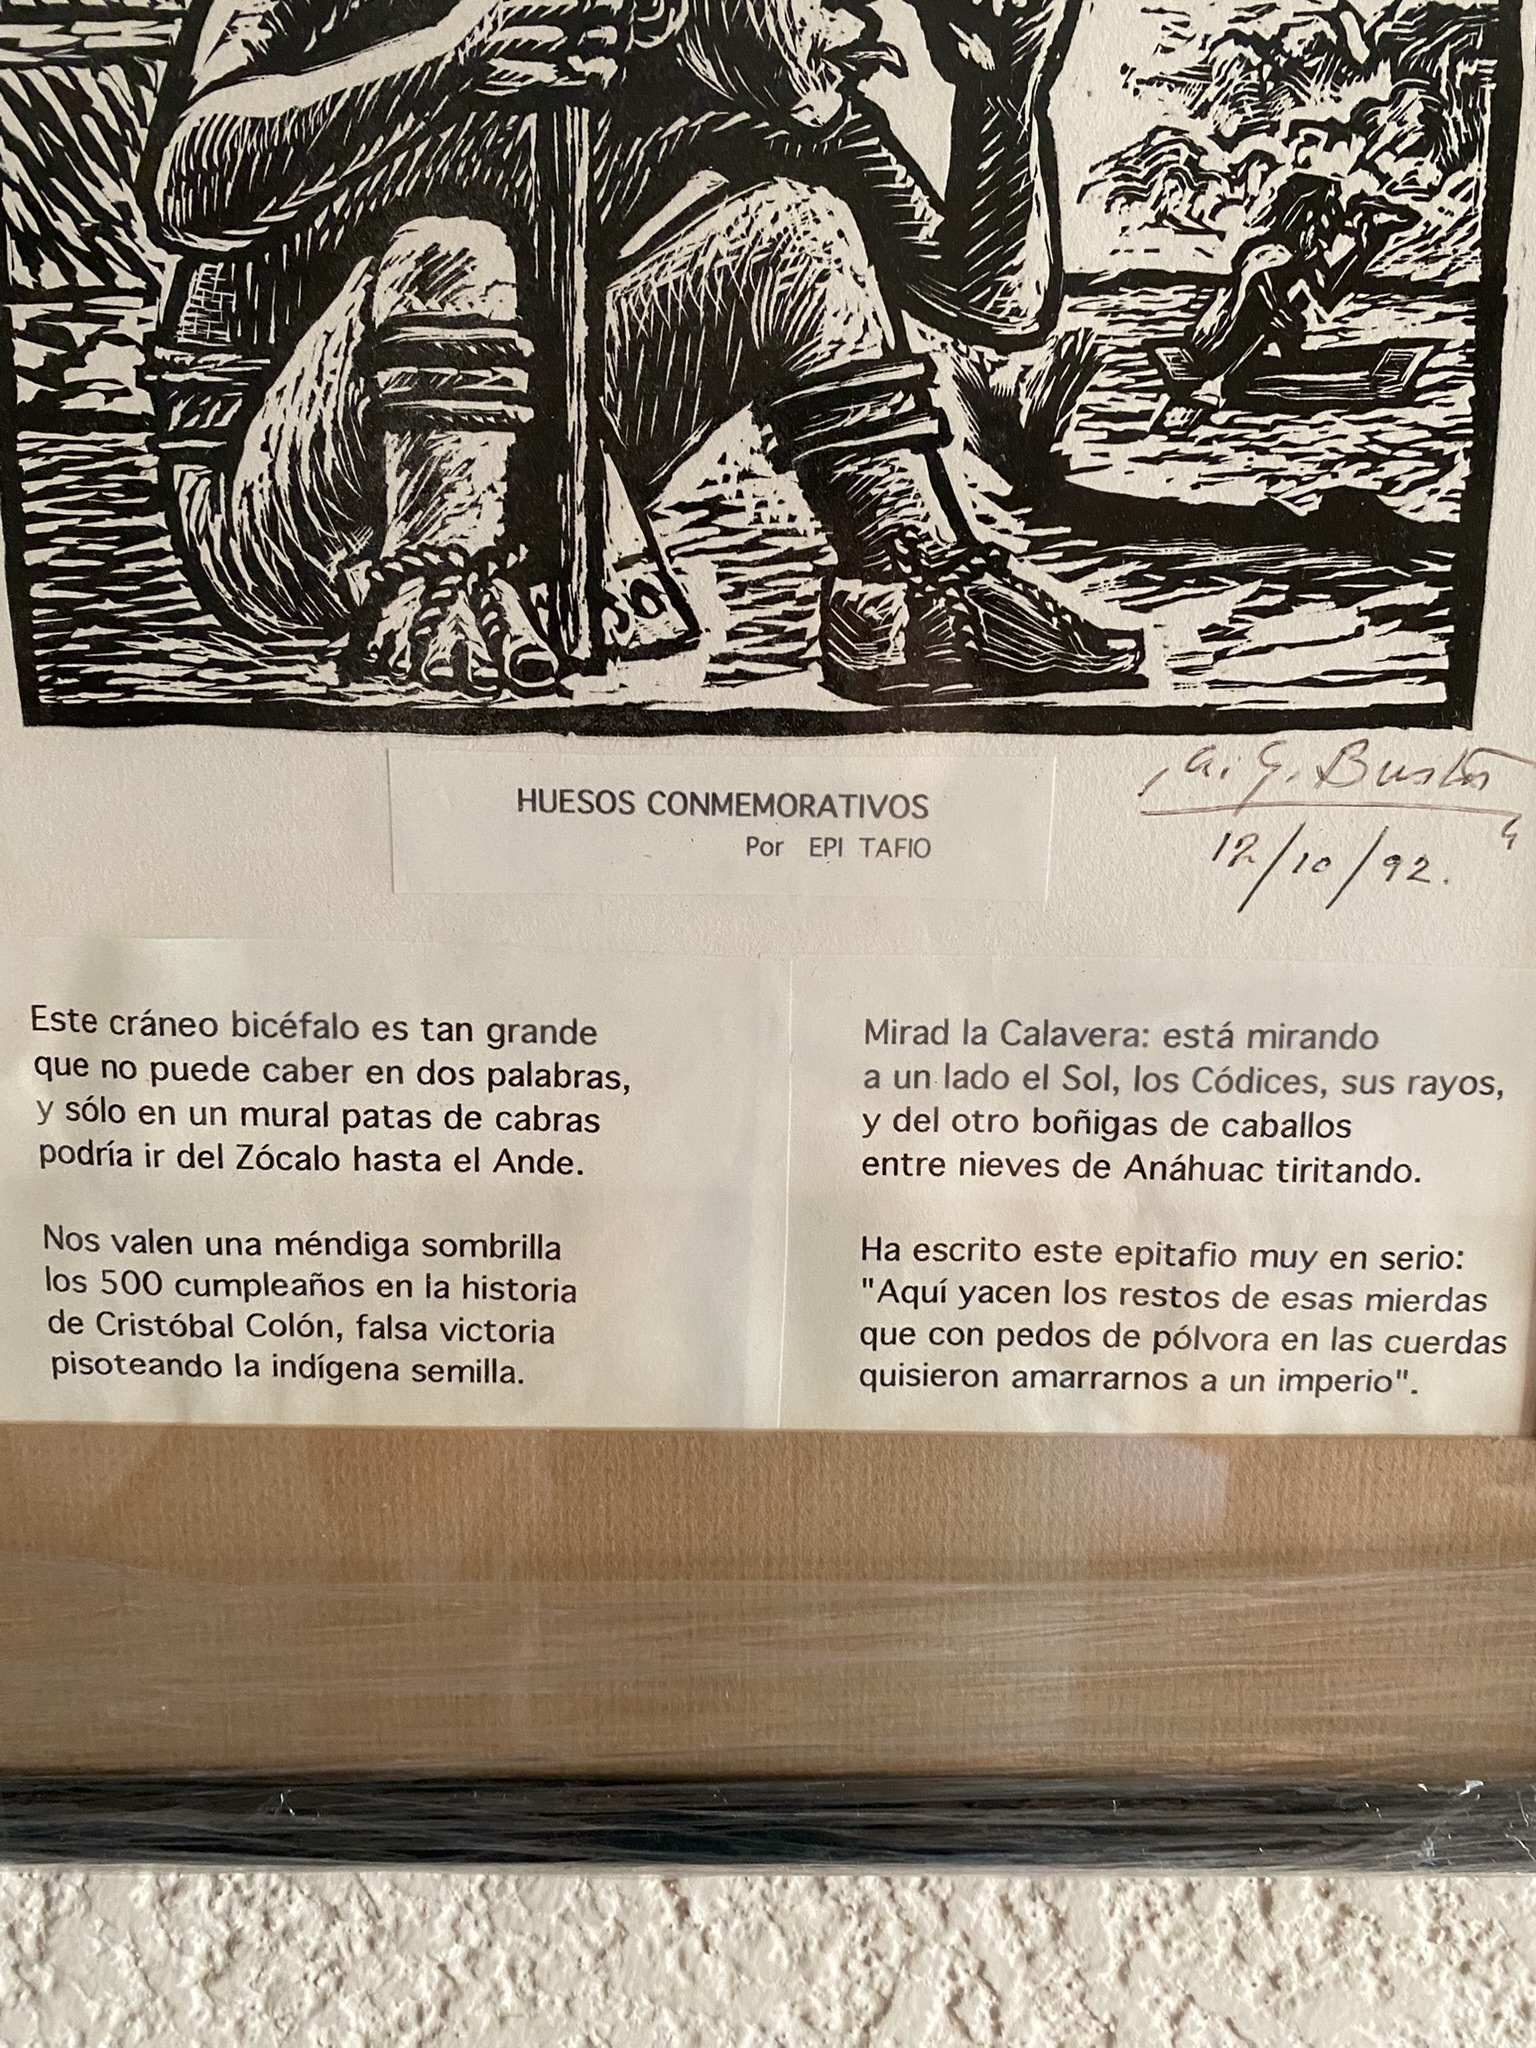 HUESOS CONMEMORATIVOS
Por EPI TAFIO
A. G. Bustos
12/10/92.
Este cráneo bicéfalo es tan grande
que no puede caber en dos palabras,
y sólo en un mural patas de cabras
podría ir del Zócalo hasta el Ande.
Nos valen una méndiga sombrilla
los 500 cumpleaños en la historia
de Cristóbal Colón, falsa victoria
pisoteando la indígena semilla.
Mirad la Calavera: está mirando
a un lado el Sol, los Códices, sus rayos,
y del otro boñigas de caballos
entre nieves de Anáhuac tiritando.
Ha escrito este epitafio muy en serio:
"Aquí yacen los restos de esas mierdas
que con pedos de pólvora en las cuerdas
quisieron amarrarnos a un imperio".